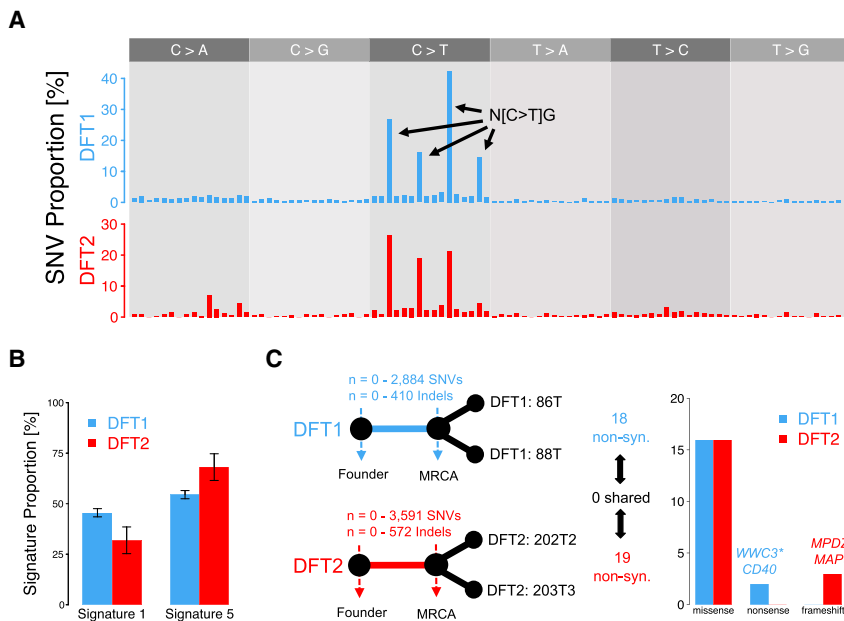 A
C > A
C > G
C > T
T > A
T > C
T > G
SNV Proportion [%]
DFT1
40
30
20
10
0
N[C>T]G
DFT2
30
20
10
0
B
Signature Proportion [%]
100
75
50
25
0
DFT1
DFT2
Signature 1
Signature 5
C
n = 0 - 2,884 SNVs
n = 0 - 410 Indels
DFT1
DFT1: 86T
DFT1: 88T
Founder
MRCA
n = 0 - 3,591 SNVs
n = 0 - 572 Indels
DFT2
DFT2: 202T2
DFT2: 203T3
Founder
MRCA
18
non-syn.
0 shared
19
non-syn.
20
15
10
5
0
DFT1
DFT2
WWC3*
CD40
MPDZ
MAP
missense
nonsense
frameshift